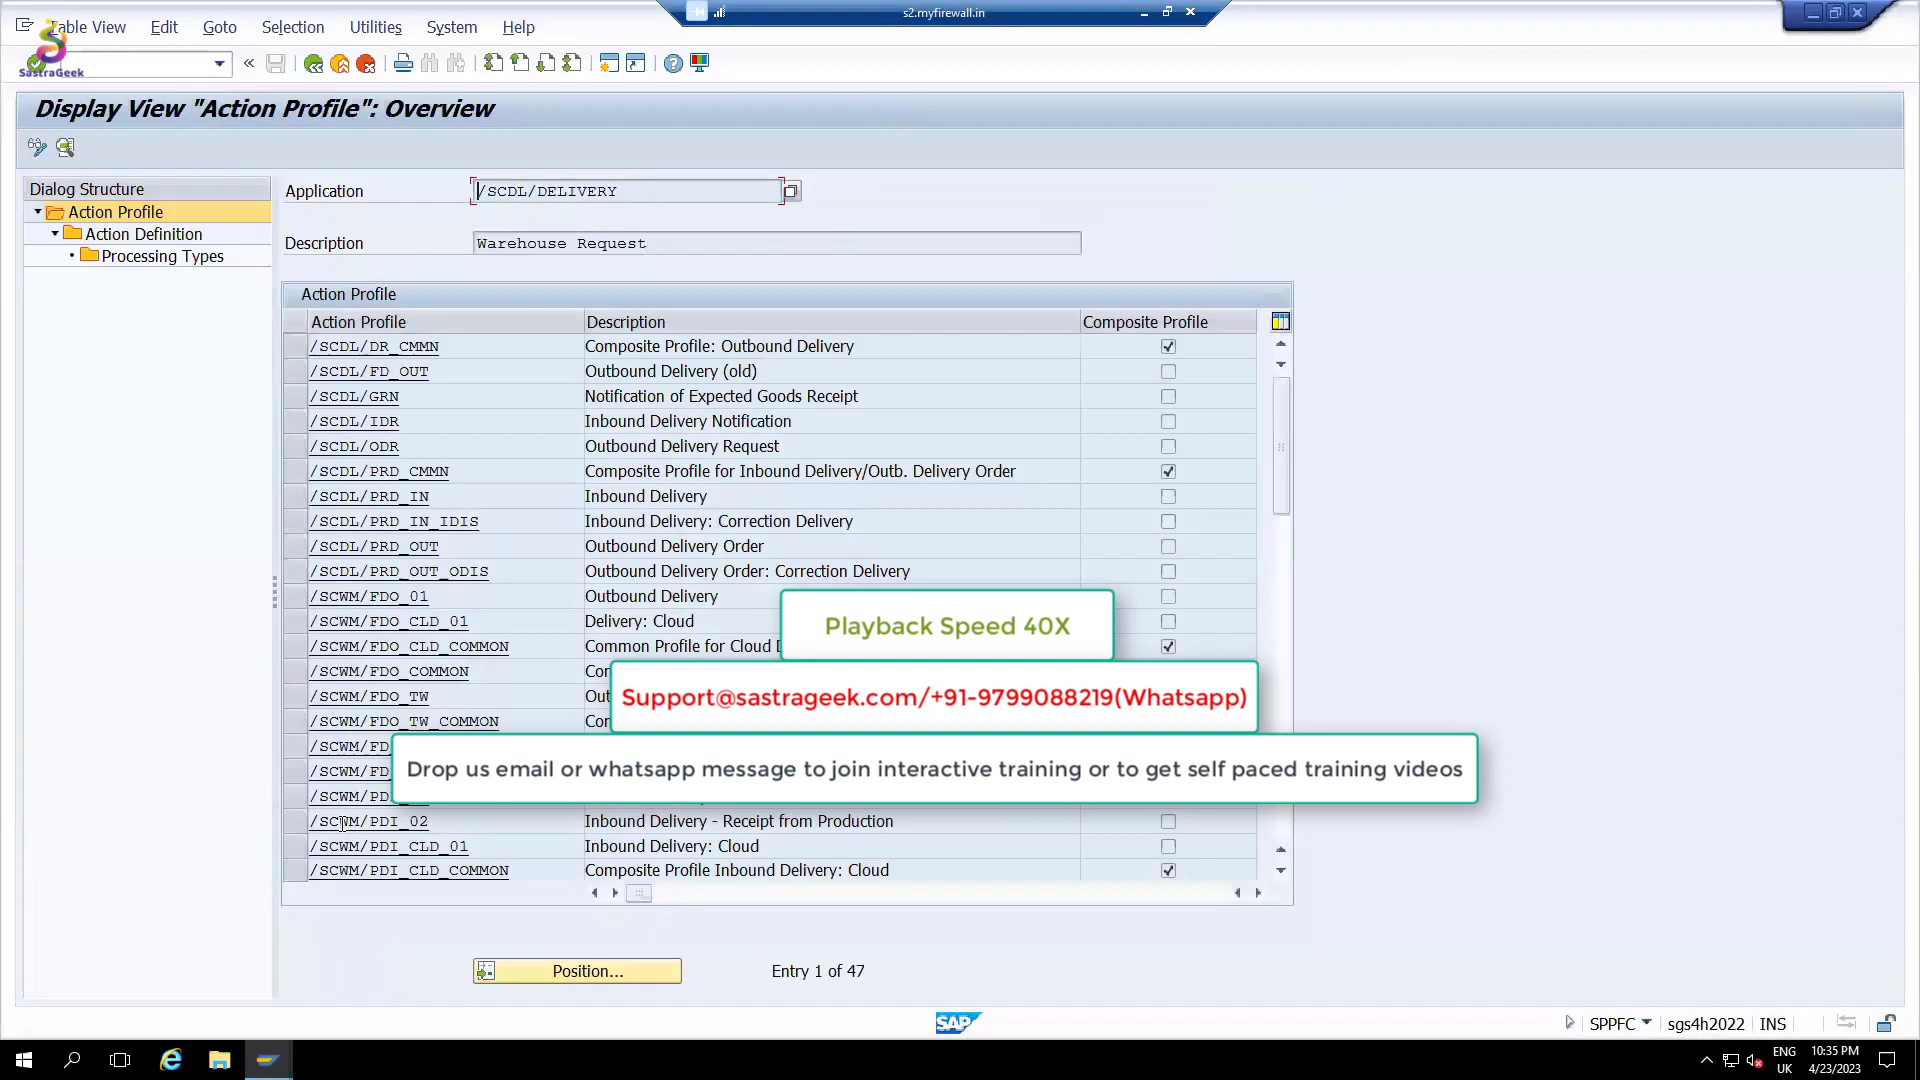 s2.myfirewall.in
Table View Edit Goto Selection Utilities System Help
SastraGeek
Display View "Action Profile": Overview
Dialog Structure
Action Profile
Action Definition
Processing Types
Application /SCDL/DELIVERY
Description Warehouse Request
Action Profile
Action Profile Description Composite Profile
/SCDL/DR_CMMN Composite Profile: Outbound Delivery
/SCDL/FD_OUT Outbound Delivery (old)
/SCDL/GRN Notification of Expected Goods Receipt
/SCDL/IDR Inbound Delivery Notification
/SCDL/ODR Outbound Delivery Request
/SCDL/PRD_CMMN Composite Profile for Inbound Delivery/Outb. Delivery Order
/SCDL/PRD_IN Inbound Delivery
/SCDL/PRD_IN_IDIS Inbound Delivery: Correction Delivery
/SCDL/PRD_OUT Outbound Delivery Order
/SCDL/PRD_OUT_ODIS Outbound Delivery Order: Correction Delivery
/SCWM/FDO_01 Outbound Delivery
/SCWM/FDO_CLD_01 Delivery: Cloud
/SCWM/FDO_CLD_COMMON Common Profile for Cloud D
/SCWM/FDO_COMMON Con
/SCWM/FDO_TW Out
/SCWM/FDO_TW_COMMON Con
/SCWM/FD
/SCWM/FD
/SCWM/PD
/SCWM/PDI_02 Inbound Delivery - Receipt from Production
/SCWM/PDI_CLD_01 Inbound Delivery: Cloud
/SCWM/PDI_CLD_COMMON Composite Profile Inbound Delivery: Cloud
Playback Speed 40X
Support@sastrageek.com/+91-9799088219(Whatsapp)
Drop us email or whatsapp message to join interactive training or to get self paced training videos
Position... Entry 1 of 47
SAP
SPPFC sgs4h2022 INS
ENG 10:35 PM
UK 4/23/2023